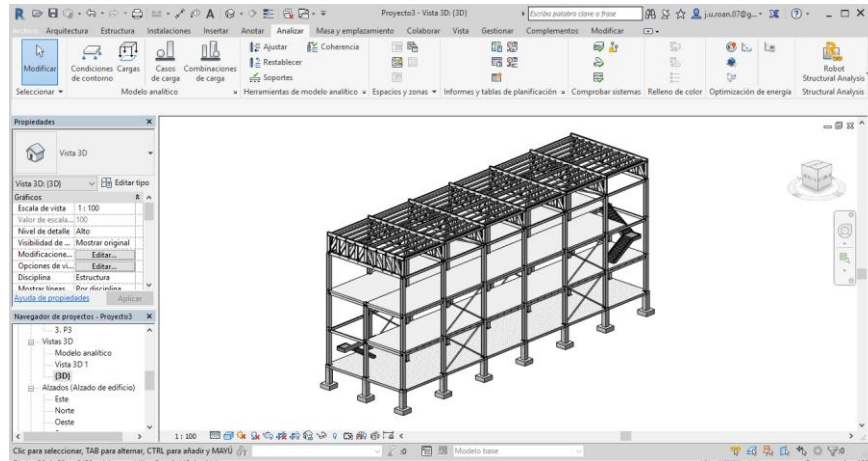 Proyecto3 - Vista 3D: {3D}
Escriba palabra clave o frase
j.u.roan.07@g...
Archivo Arquitectura Estructura Instalaciones Insertar Anotar Analizar Masa y emplazamiento Colaborar Vista Gestionar Complementos Modificar
Modificar
Condiciones de contorno
Cargas
Casos de carga
Combinaciones de carga
Ajustar
Restablecer
Soportes
Coherencia
Robot
Structural Analysis
Seleccionar Modelo analítico Herramientas de modelo analítico Espacios y zonas Informes y tablas de planificación Comprobar sistemas Relleno de color Optimización de energía Structural Analysis
Propiedades
Vista 3D
Vista 3D: {3D} Editar tipo
Gráficos
Escala de vista 1 : 100
Valor de escala... 100
Nivel de detalle Alto
Visibilidad de ... Mostrar original
Modificacione... Editar...
Opciones de vi... Editar...
Disciplina Estructura
Mostrar líneas Por disciplina
Ayuda de propiedades Aplicar
Navegador de proyectos - Proyecto3
3. P3
Vistas 3D
Modelo analítico
Vista 3D 1
{3D}
Alzados (Alzado de edificio)
Este
Norte
Oeste
1 : 100
Clic para seleccionar, TAB para alternar, CTRL para añadir y MAYÚ
:0
Modelo base
:0